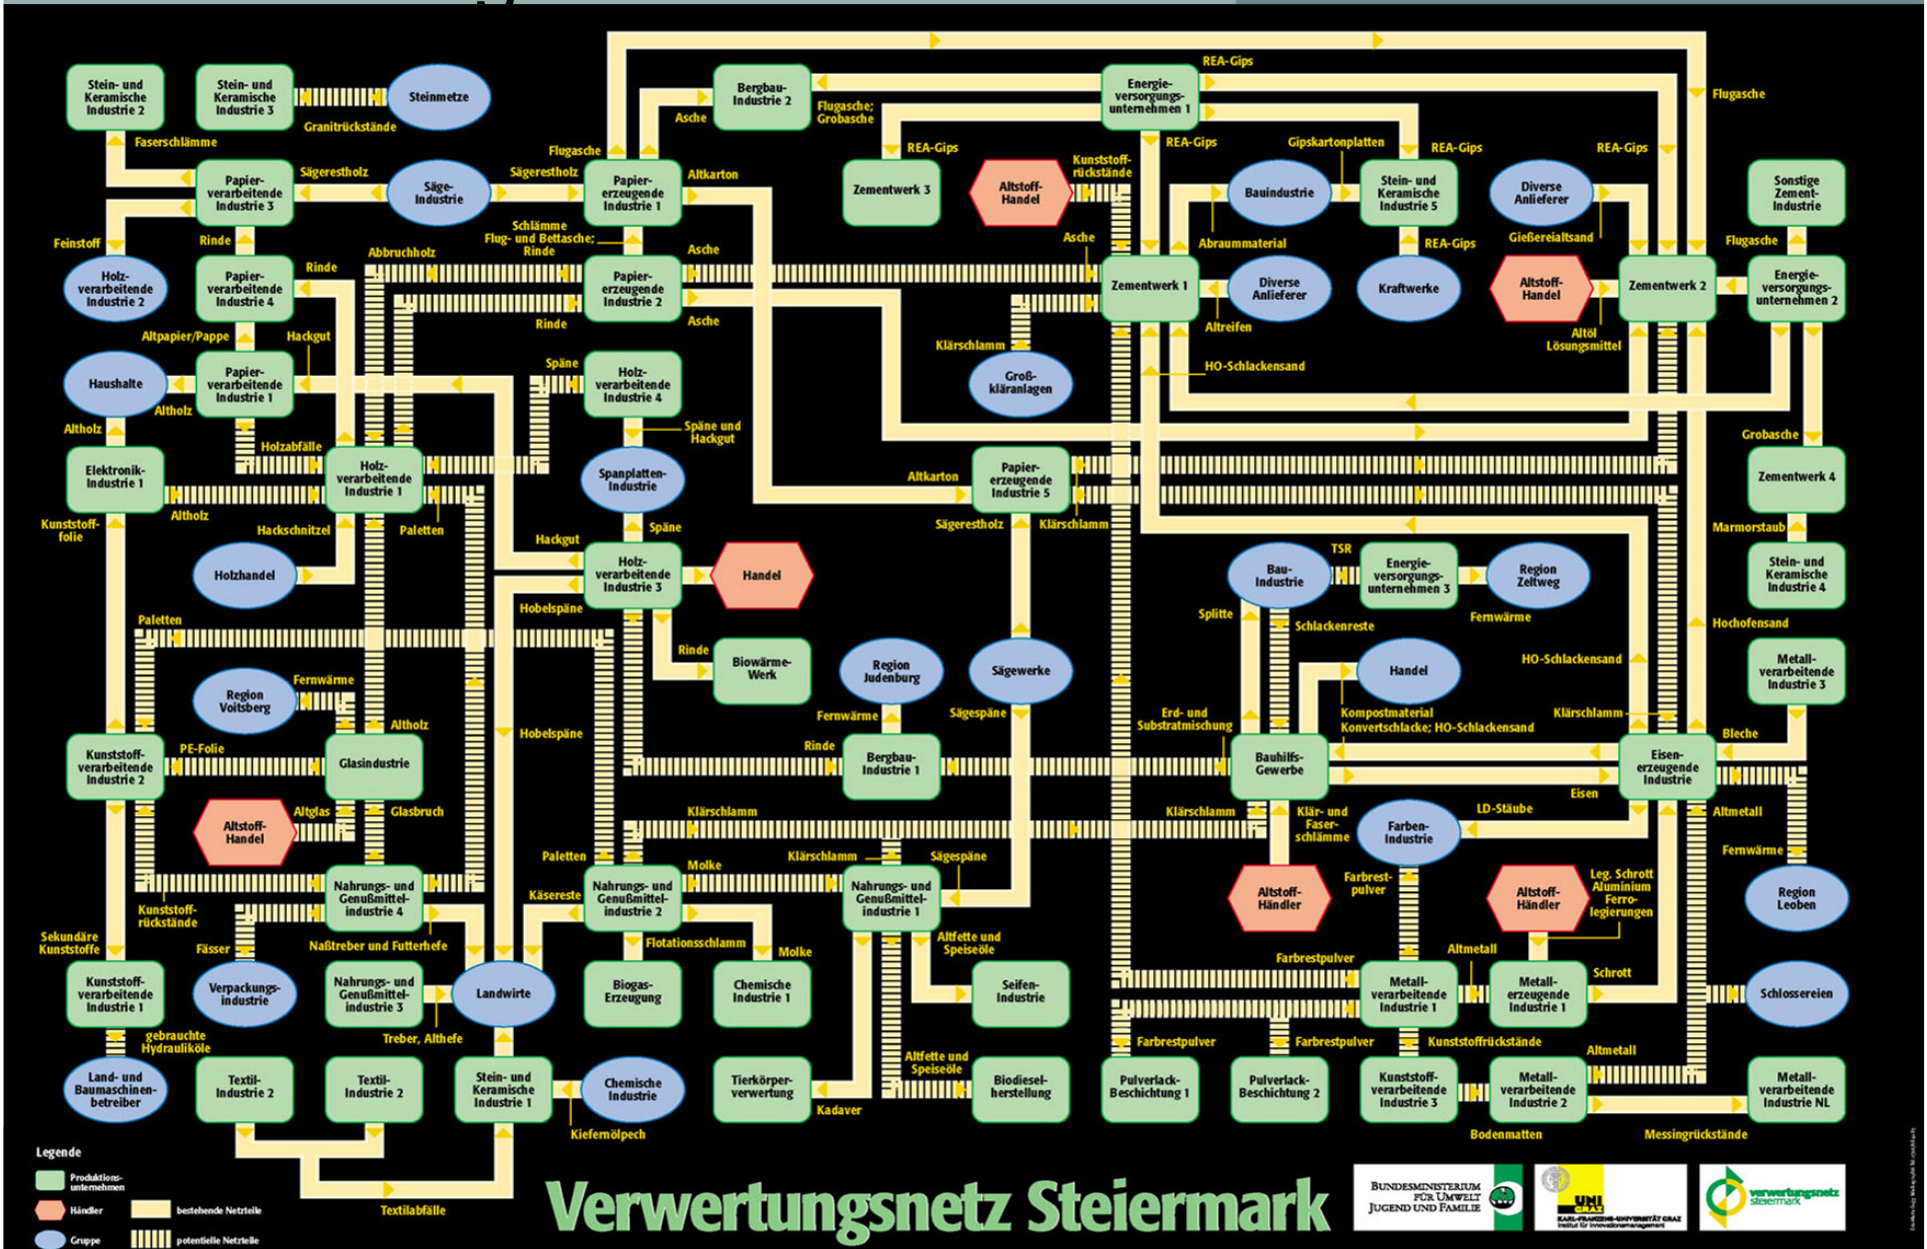 REA-Gips
Stein- und
Keramische
Industrie 2
Stein- und
Keramische
Industrie 3
Steinmetze
Bergbau-
Industrie 2
Energie-
versorgungs-
unternehmen 1
Flugasche
Granitrückstände
Asche
Flugasche;
Grobasche
Faserschlämme
Flugasche
REA-Gips
REA-Gips
Gipskartonplatten
REA-Gips
REA-Gips
Papier-
verarbeitende
Industrie 3
Sägerestholz
Säge-
Industrie
Sägerestholz
Papier-
erzeugende
Industrie 1
Altkarton
Zementwerk 3
Altstoff-
Handel
Kunststoff-
rückstände
Bauindustrie
Stein- und
Keramische
Industrie 5
Diverse
Anlieferer
Sonstige
Zement-
Industrie
Feinstoff
Rinde
Abbruchholz
Schlämme
Flug- und Bettasche;
Rinde
Asche
Asche
Abraummaterial
REA-Gips
Gießereialtsand
Flugasche
Holz-
verarbeitende
Industrie 2
Papier-
verarbeitende
Industrie 4
Rinde
Papier-
erzeugende
Industrie 2
Zementwerk 1
Diverse
Anlieferer
Kraftwerke
Altstoff-
Handel
Zementwerk 2
Energie-
versorgungs-
unternehmen 2
Rinde
Asche
Altreifen
Altöl
Lösungsmittel
Altpapier/Pappe
Hackgut
Klärschlamm
HO-Schlackensand
Haushalte
Papier-
verarbeitende
Industrie 1
Späne
Holz-
verarbeitende
Industrie 4
Groß-
kläranlagen
Altholz
Altholz
Holzabfälle
Späne und
Hackgut
Grobasche
Elektronik-
Industrie 1
Holz-
verarbeitende
Industrie 1
Spanplatten-
Industrie
Altkarton
Papier-
erzeugende
Industrie 5
Zementwerk 4
Kunststoff-
folie
Altholz
Hackschnitzel
Paletten
Späne
Sägerestholz
Klärschlamm
Marmorstaub
Hackgut
Holzhandel
Holz-
verarbeitende
Industrie 3
Handel
Bau-
Industrie
TSR
Energie-
versorgungs-
unternehmen 3
Region
Zeltweg
Stein- und
Keramische
Industrie 4
Hobelspäne
Paletten
Splitte
Schlackenreste
Fernwärme
Hochofensand
Rinde
Biowärme-
Werk
Region
Judenburg
Sägewerke
Handel
HO-Schlackensand
Metall-
verarbeitende
Industrie 3
Region
Voitsberg
Fernwärme
Altholz
Hobelspäne
Fernwärme
Sägespäne
Erd- und
Substratmischung
Kompostmaterial
Konvertschlacke; HO-Schlackensand
Klärschlamm
Bleche
Kunststoff-
verarbeitende
Industrie 2
PE-Folie
Glasindustrie
Rinde
Bergbau-
Industrie 1
Bauhilfs-
Gewerbe
Eisen-
erzeugende
Industrie
Eisen
Altstoff-
Handel
Altglas
Glasbruch
Klärschlamm
Klärschlamm
Klär- und
Faser-
schlämme
Farben-
Industrie
LD-Stäube
Altmetall
Paletten
Molke
Klärschlamm
Sägespäne
Fernwärme
Kunststoff-
rückstände
Nahrungs- und
Genußmittel-
industrie 4
Käsereste
Nahrungs- und
Genußmittel-
industrie 2
Nahrungs- und
Genußmittel-
industrie 1
Altstoff-
Händler
Farbrest-
pulver
Altstoff-
Händler
Leg. Schrott
Aluminium
Ferro-
legierungen
Region
Leoben
Sekundäre
Kunststoffe
Fässer
Naßtreber und Futterhefe
Flotationsschlamm
Molke
Altfette und
Speiseöle
Farbrestpulver
Altmetall
Schrott
Kunststoff-
verarbeitende
Industrie 1
Verpackungs-
industrie
Nahrungs- und
Genußmittel-
industrie 3
Landwirte
Biogas-
Erzeugung
Chemische
Industrie 1
Seifen-
Industrie
Metall-
verarbeitende
Industrie 1
Metall-
erzeugende
Industrie 1
Schlossereien
gebrauchte
Hydrauliköle
Treber, Althefe
Altfette und
Speiseöle
Farbrestpulver
Farbrestpulver
Kunststoffrückstände
Altmetall
Land- und
Baumaschinen-
betreiber
Textil-
Industrie 2
Textil-
Industrie 2
Stein- und
Keramische
Industrie 1
Chemische
Industrie
Tierkörper-
verwertung
Kadaver
Biodiesel-
herstellung
Pulverlack-
Beschichtung 1
Pulverlack-
Beschichtung 2
Kunststoff-
verarbeitende
Industrie 3
Metall-
verarbeitende
Industrie 2
Metall-
verarbeitende
Industrie NL
Kiefernölpech
Bodenmatten
Messingrückstände
Textilabfälle
Legende
Produktions-
unternehmen
Händler
bestehende Netzteile
Gruppe
potentielle Netzteile
Verwertungsnetz Steiermark
BUNDESMINISTERIUM
FÜR UMWELT
JUGEND UND FAMILIE
UNI
GRAZ
KARL-FRANZENS-UNIVERSITÄT GRAZ
Institut für Innovationsmanagement
verwertungsnetz
steiermark